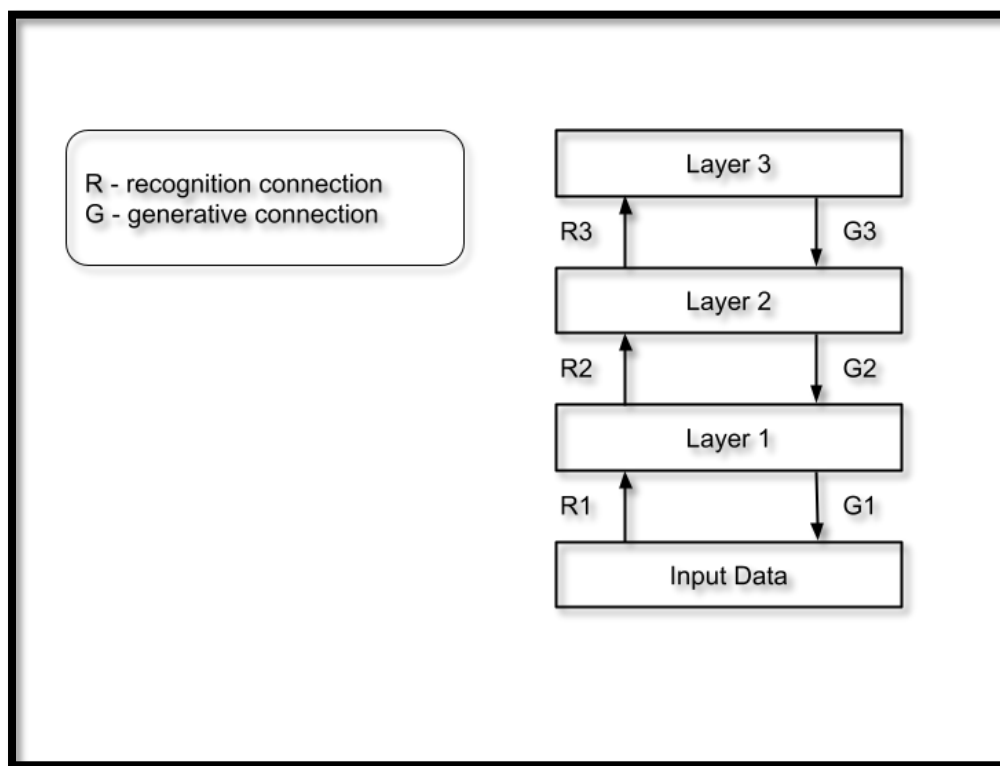 R - recognition connection
G - generative connection
Layer 3
R3
G3
Layer 2
R2
G2
Layer 1
R1
G1
Input Data